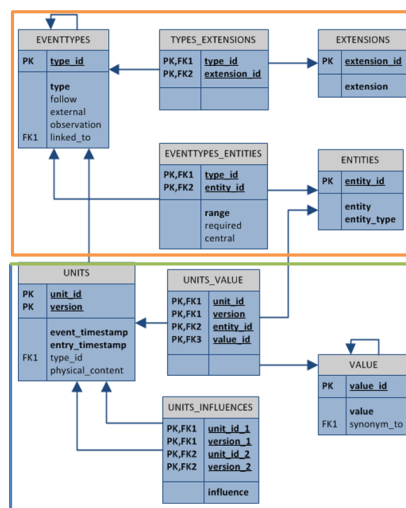 EVENTTYPES
PK type_id
type
follow
external
observation
FK1 linked_to
TYPES_EXTENSIONS
PK,FK1 type_id
PK,FK2 extension_id
EXTENSIONS
PK extension_id
extension
EVENTTYPES_ENTITIES
PK,FK1 type_id
PK,FK2 entity_id
range
required
central
ENTITIES
PK entity_id
entity
entity_type
UNITS
PK unit_id
PK version
event_timestamp
entry_timestamp
FK1 type_id
physical_content
UNITS_VALUE
PK,FK1 unit_id
PK,FK1 version
PK,FK2 entity_id
PK,FK3 value_id
VALUE
PK value_id
value
FK1 synonym_to
UNITS_INFLUENCES
PK,FK1 unit_id_1
PK,FK1 version_1
PK,FK2 unit_id_2
PK,FK2 version_2
influence